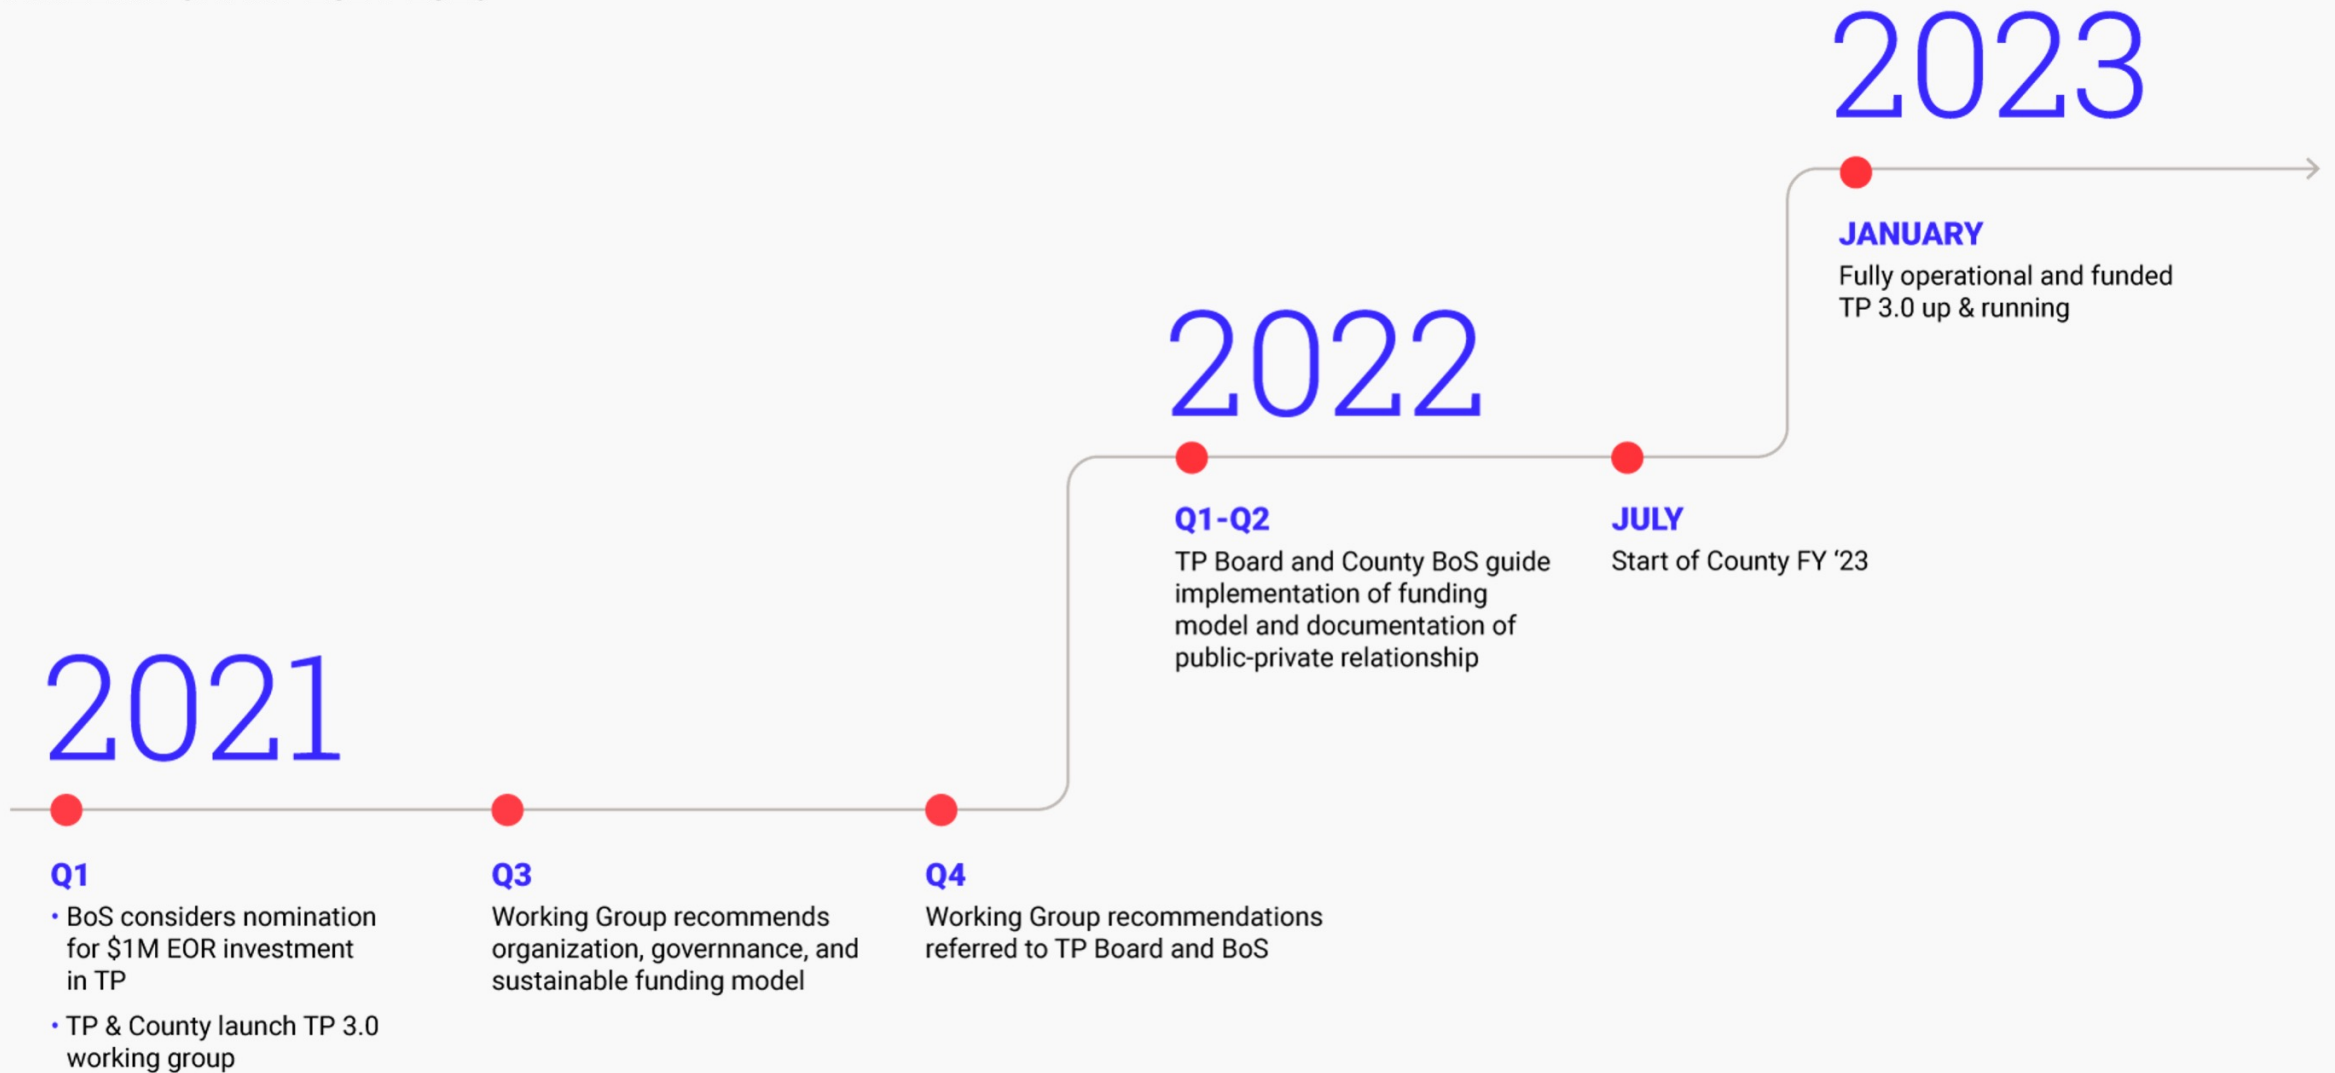 2021
Q1
• BoS considers nomination
for $1M EOR investment
in TP
• TP & County launch TP 3.0
working group
Q3
Working Group recommends
organization, governnance, and
sustainable funding model
Q4
Working Group recommendations
referred to TP Board and BoS
2022
Q1-Q2
TP Board and County BoS guide
implementation of funding
model and documentation of
public-private relationship
JULY
Start of County FY ‘23
2023
JANUARY
Fully operational and funded
TP 3.0 up & running